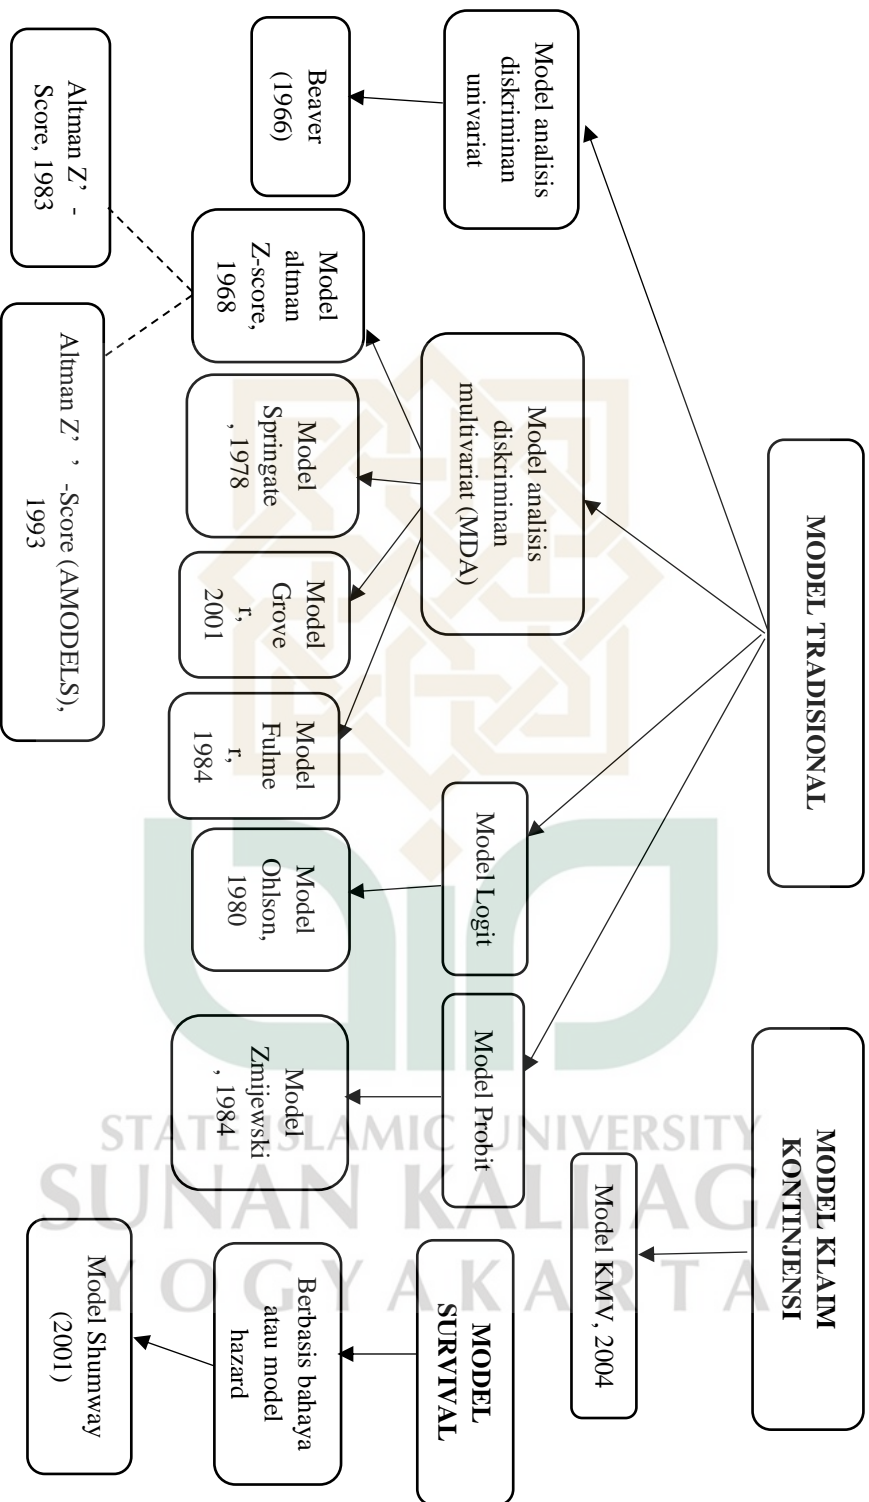 MODEL TRADISIONAL
MODEL KLAIM
KONTINJENSI
Model analisis
diskriminan
univariat
Model analisis
diskriminan
multivariat (MDA)
Model Logit
Model Probit
Model KMV, 2004
MODEL
SURVIVAL
Beaver
(1966)
Model
altman
Z-score,
1968
Model
Springate
, 1978
Model
Grove
r,
2001
Model
Fulme
r,
1984
Model
Ohlson,
1980
Model
Zmijewski
, 1984
Berbasis bahaya
atau model
hazard
Altman Z’ -
Score, 1983
Altman Z’ ’ -Score (AMODELS),
1993
Model Shumway
(2001)
STATE ISLAMIC UNIVERSITY
SUNAN KALIJAGA
YOGYAKARTA